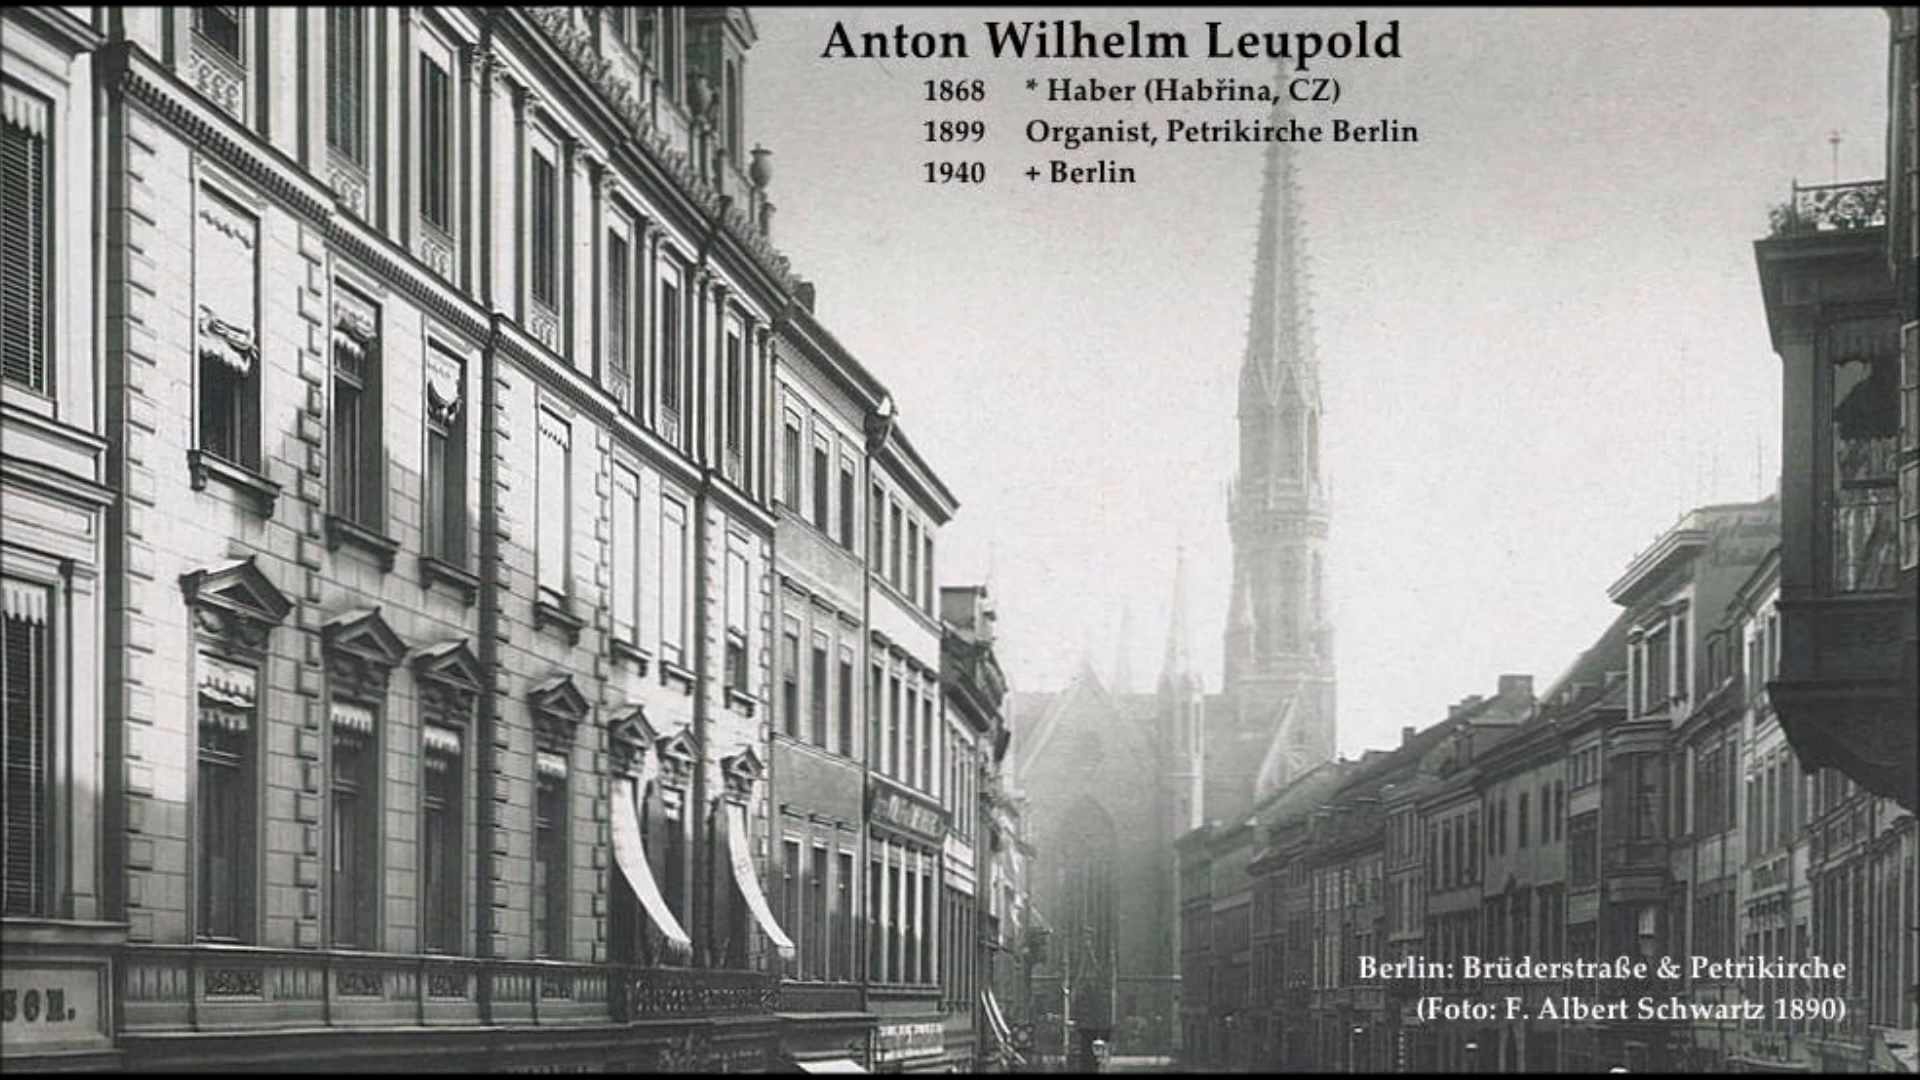 Anton Wilhelm Leupold
1868 * Haber (Habřina, CZ)
1899 Organist, Petrikirche Berlin
1940 + Berlin
Berlin: Brüderstraße & Petrikirche
(Foto: F. Albert Schwartz 1890)